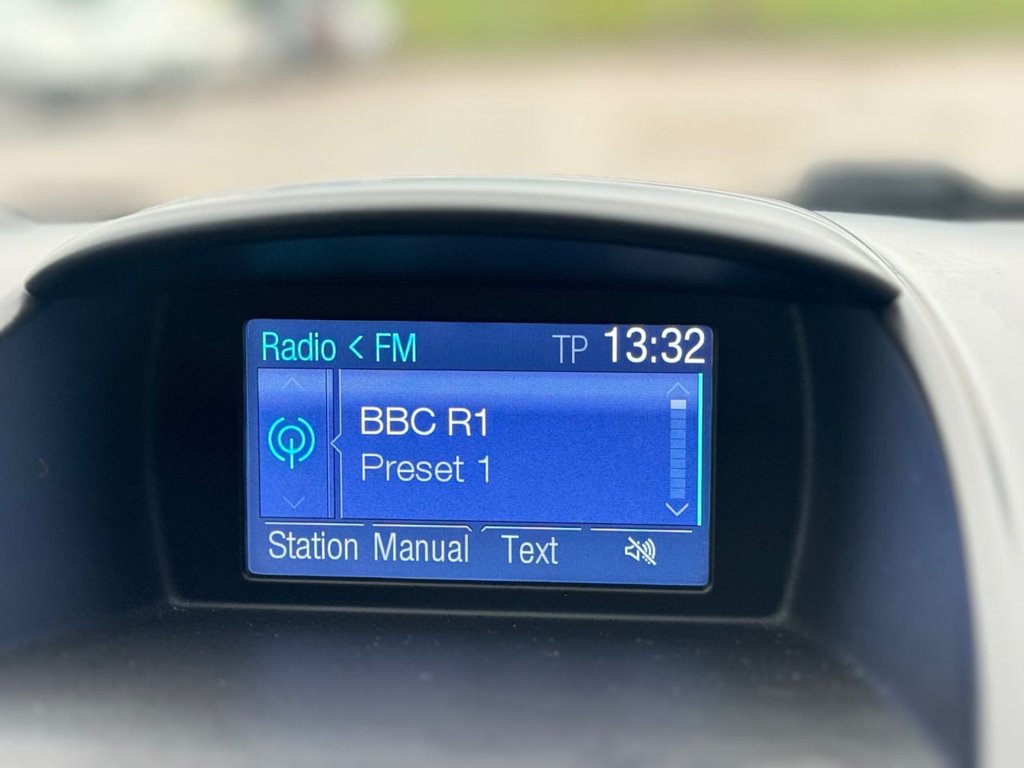 Radio < FM TP 13:32
BBC R1
Preset 1
Station Manual Text